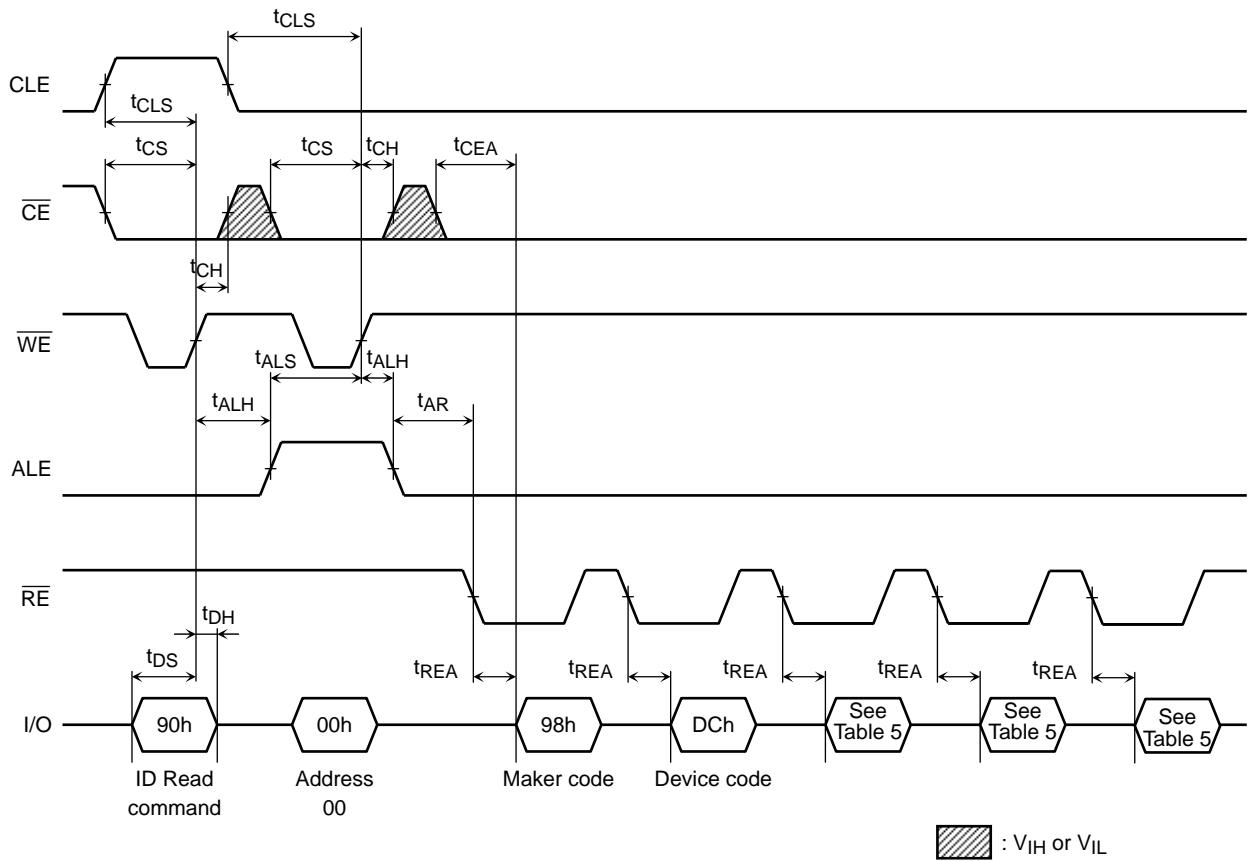 tCLS
CLE
tCLS
tCS
tCS
tCH
tCEA
CE
tCH
WE
tALS
tALH
tALH
tAR
ALE
RE
tDH
tDS
tREA
tREA
tREA
tREA
tREA
I/O
90h
00h
98h
DCh
See
Table 5
See
Table 5
See
Table 5
ID Read
command
Address
00
Maker code
Device code
: VIH or VIL